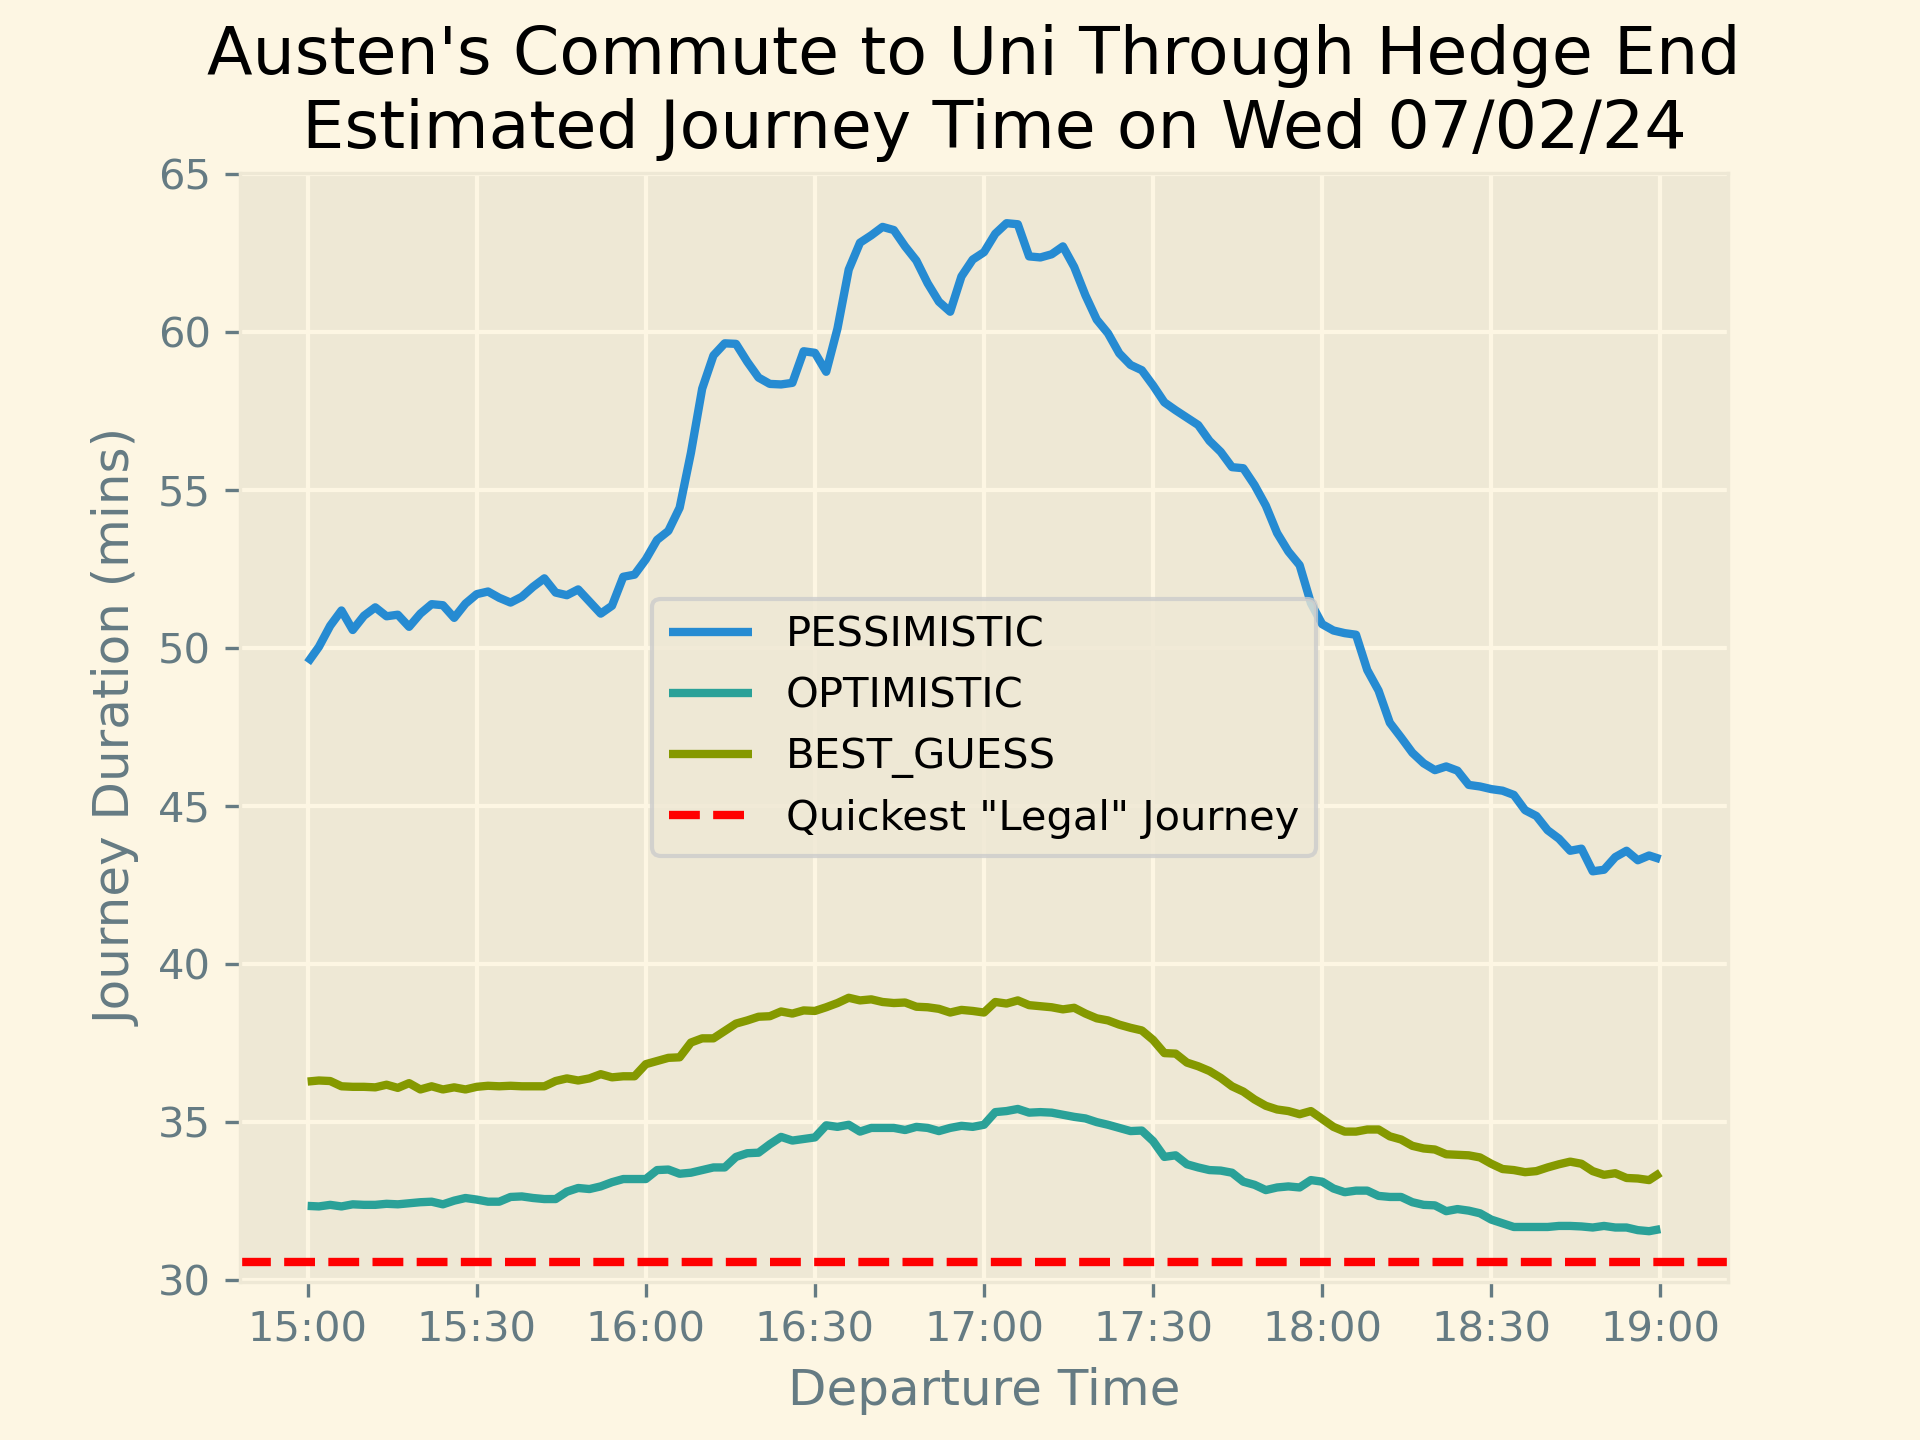 Austen's Commute to Uni Through Hedge End
Estimated Journey Time on Wed 07/02/24
Journey Duration (mins)
65
60
55
50
45
40
35
30
PESSIMISTIC
OPTIMISTIC
BEST_GUESS
Quickest "Legal" Journey
15:00 15:30 16:00 16:30 17:00 17:30 18:00 18:30 19:00
Departure Time